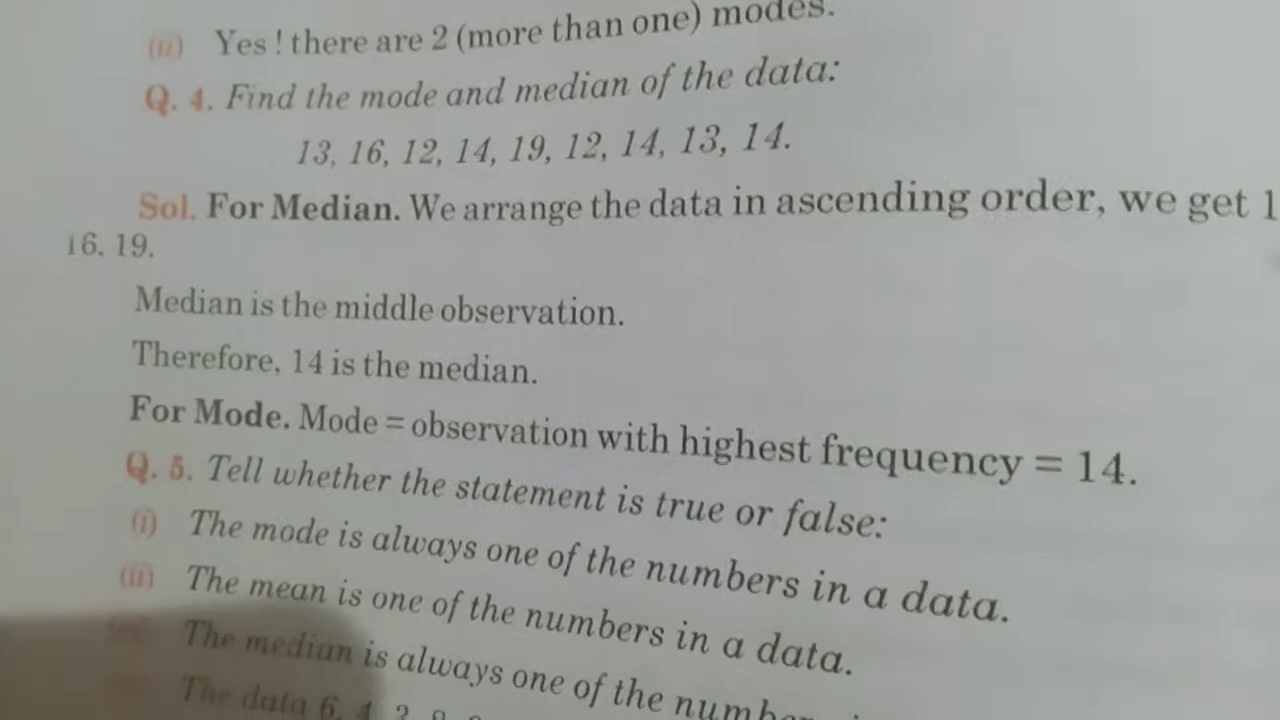 (ii) Yes ! there are 2 (more than one) modes.
Q. 4. Find the mode and median of the data:
13, 16, 12, 14, 19, 12, 14, 13, 14.
Sol. For Median. We arrange the data in ascending order, we get 1
16, 19.
Median is the middle observation.
Therefore, 14 is the median.
For Mode. Mode = observation with highest frequency = 14.
Q. 5. Tell whether the statement is true or false:
(i) The mode is always one of the numbers in a data.
(ii) The mean is one of the numbers in a data.
The median is always one of the
The data 6, 4